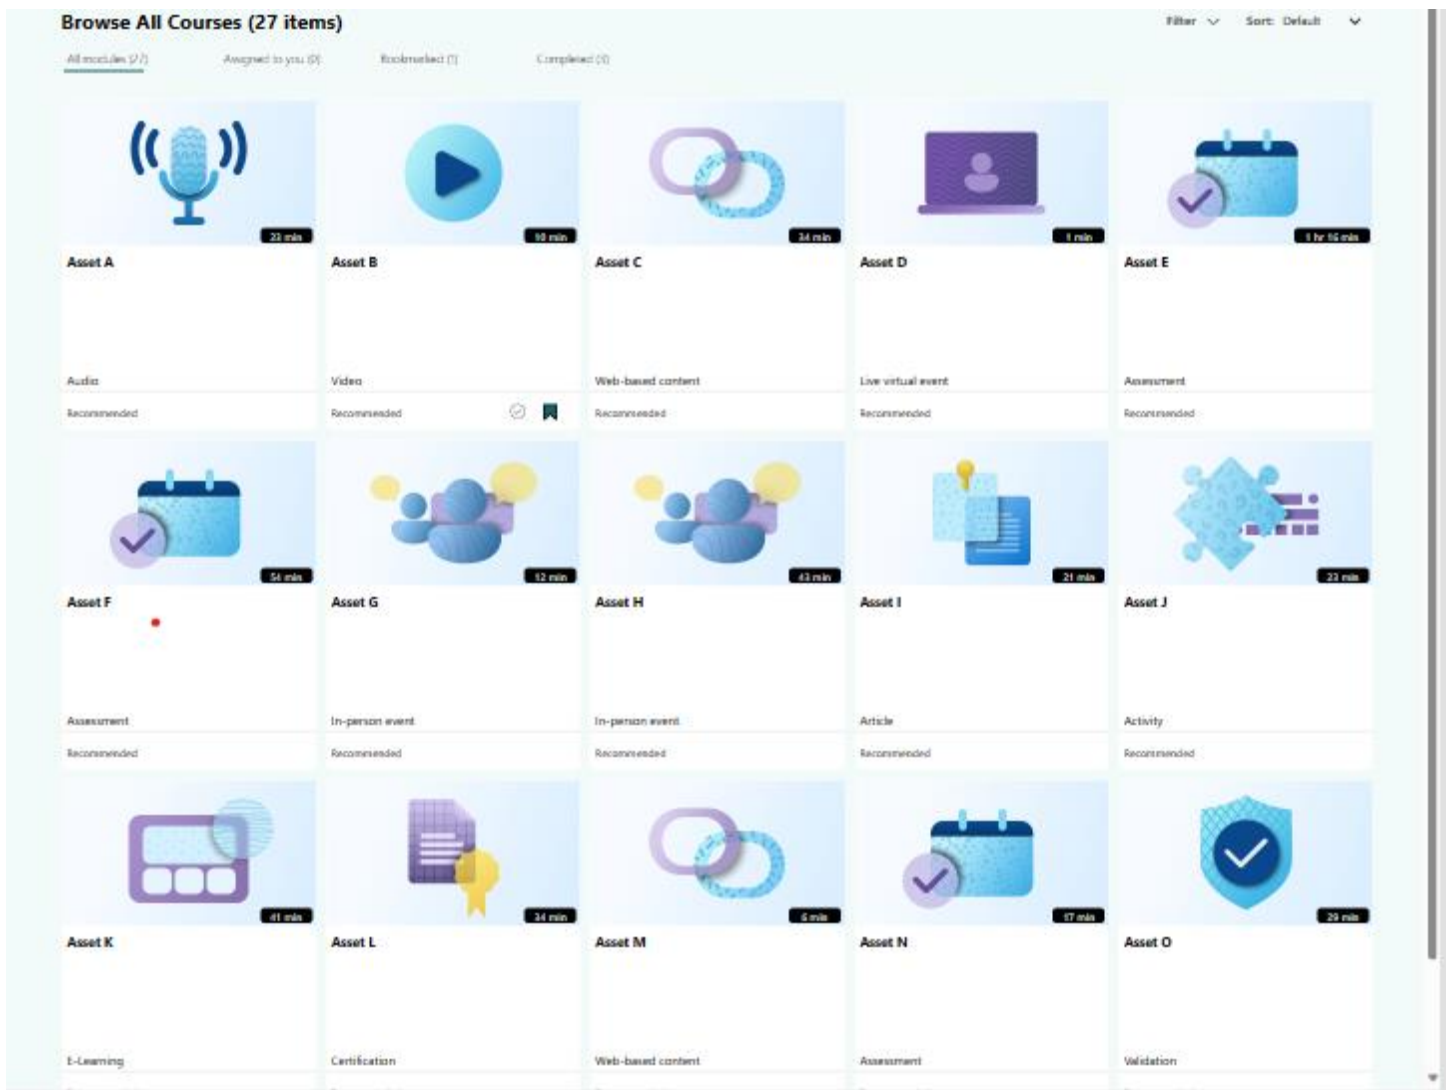 Browse All Courses (27 items)
Filter
Sort: Default
All modules (27)
Assigned to you (0)
Bookmarked (1)
Completed (3)
23 min
10 min
34 min
1 min
1 hr 16 min
Asset A
Asset B
Asset C
Asset D
Asset E
Audio
Video
Web-based content
Live virtual event
Assessment
Recommended
Recommended
Recommended
Recommended
Recommended
54 min
12 min
43 min
21 min
23 min
Asset F
Asset G
Asset H
Asset I
Asset J
Assessment
In-person event
In-person event
Article
Activity
Recommended
Recommended
Recommended
Recommended
Recommended
41 min
34 min
6 min
17 min
29 min
Asset K
Asset L
Asset M
Asset N
Asset O
E-Learning
Certification
Web-based content
Assessment
Validation